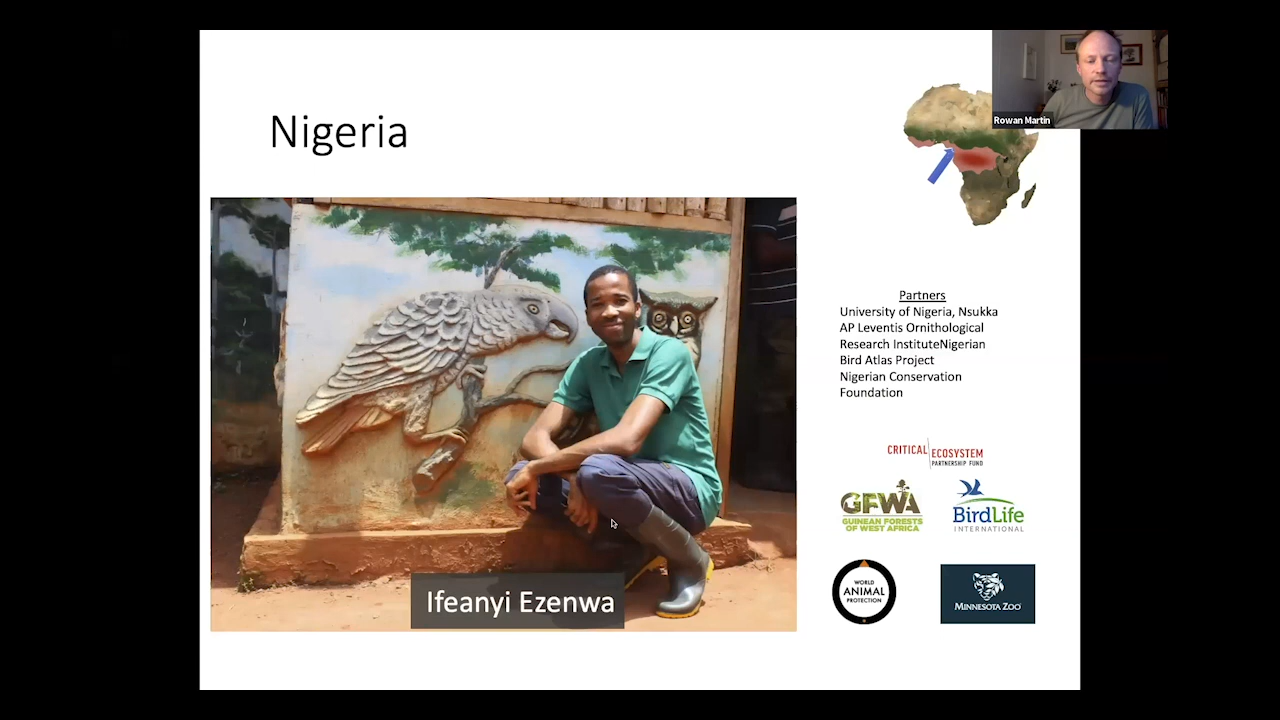 Rowan Martin
Nigeria
Partners
University of Nigeria, Nsukka
AP Leventis Ornithological
Research InstituteNigerian
Bird Atlas Project
Nigerian Conservation
Foundation
CRITICAL ECOSYSTEM
PARTNERSHIP FUND
GFWA
GUINEAN FORESTS
OF WEST AFRICA
BirdLife
INTERNATIONAL
WORLD
ANIMAL
PROTECTION
MINNESOTA ZOO
Ifeanyi Ezenwa